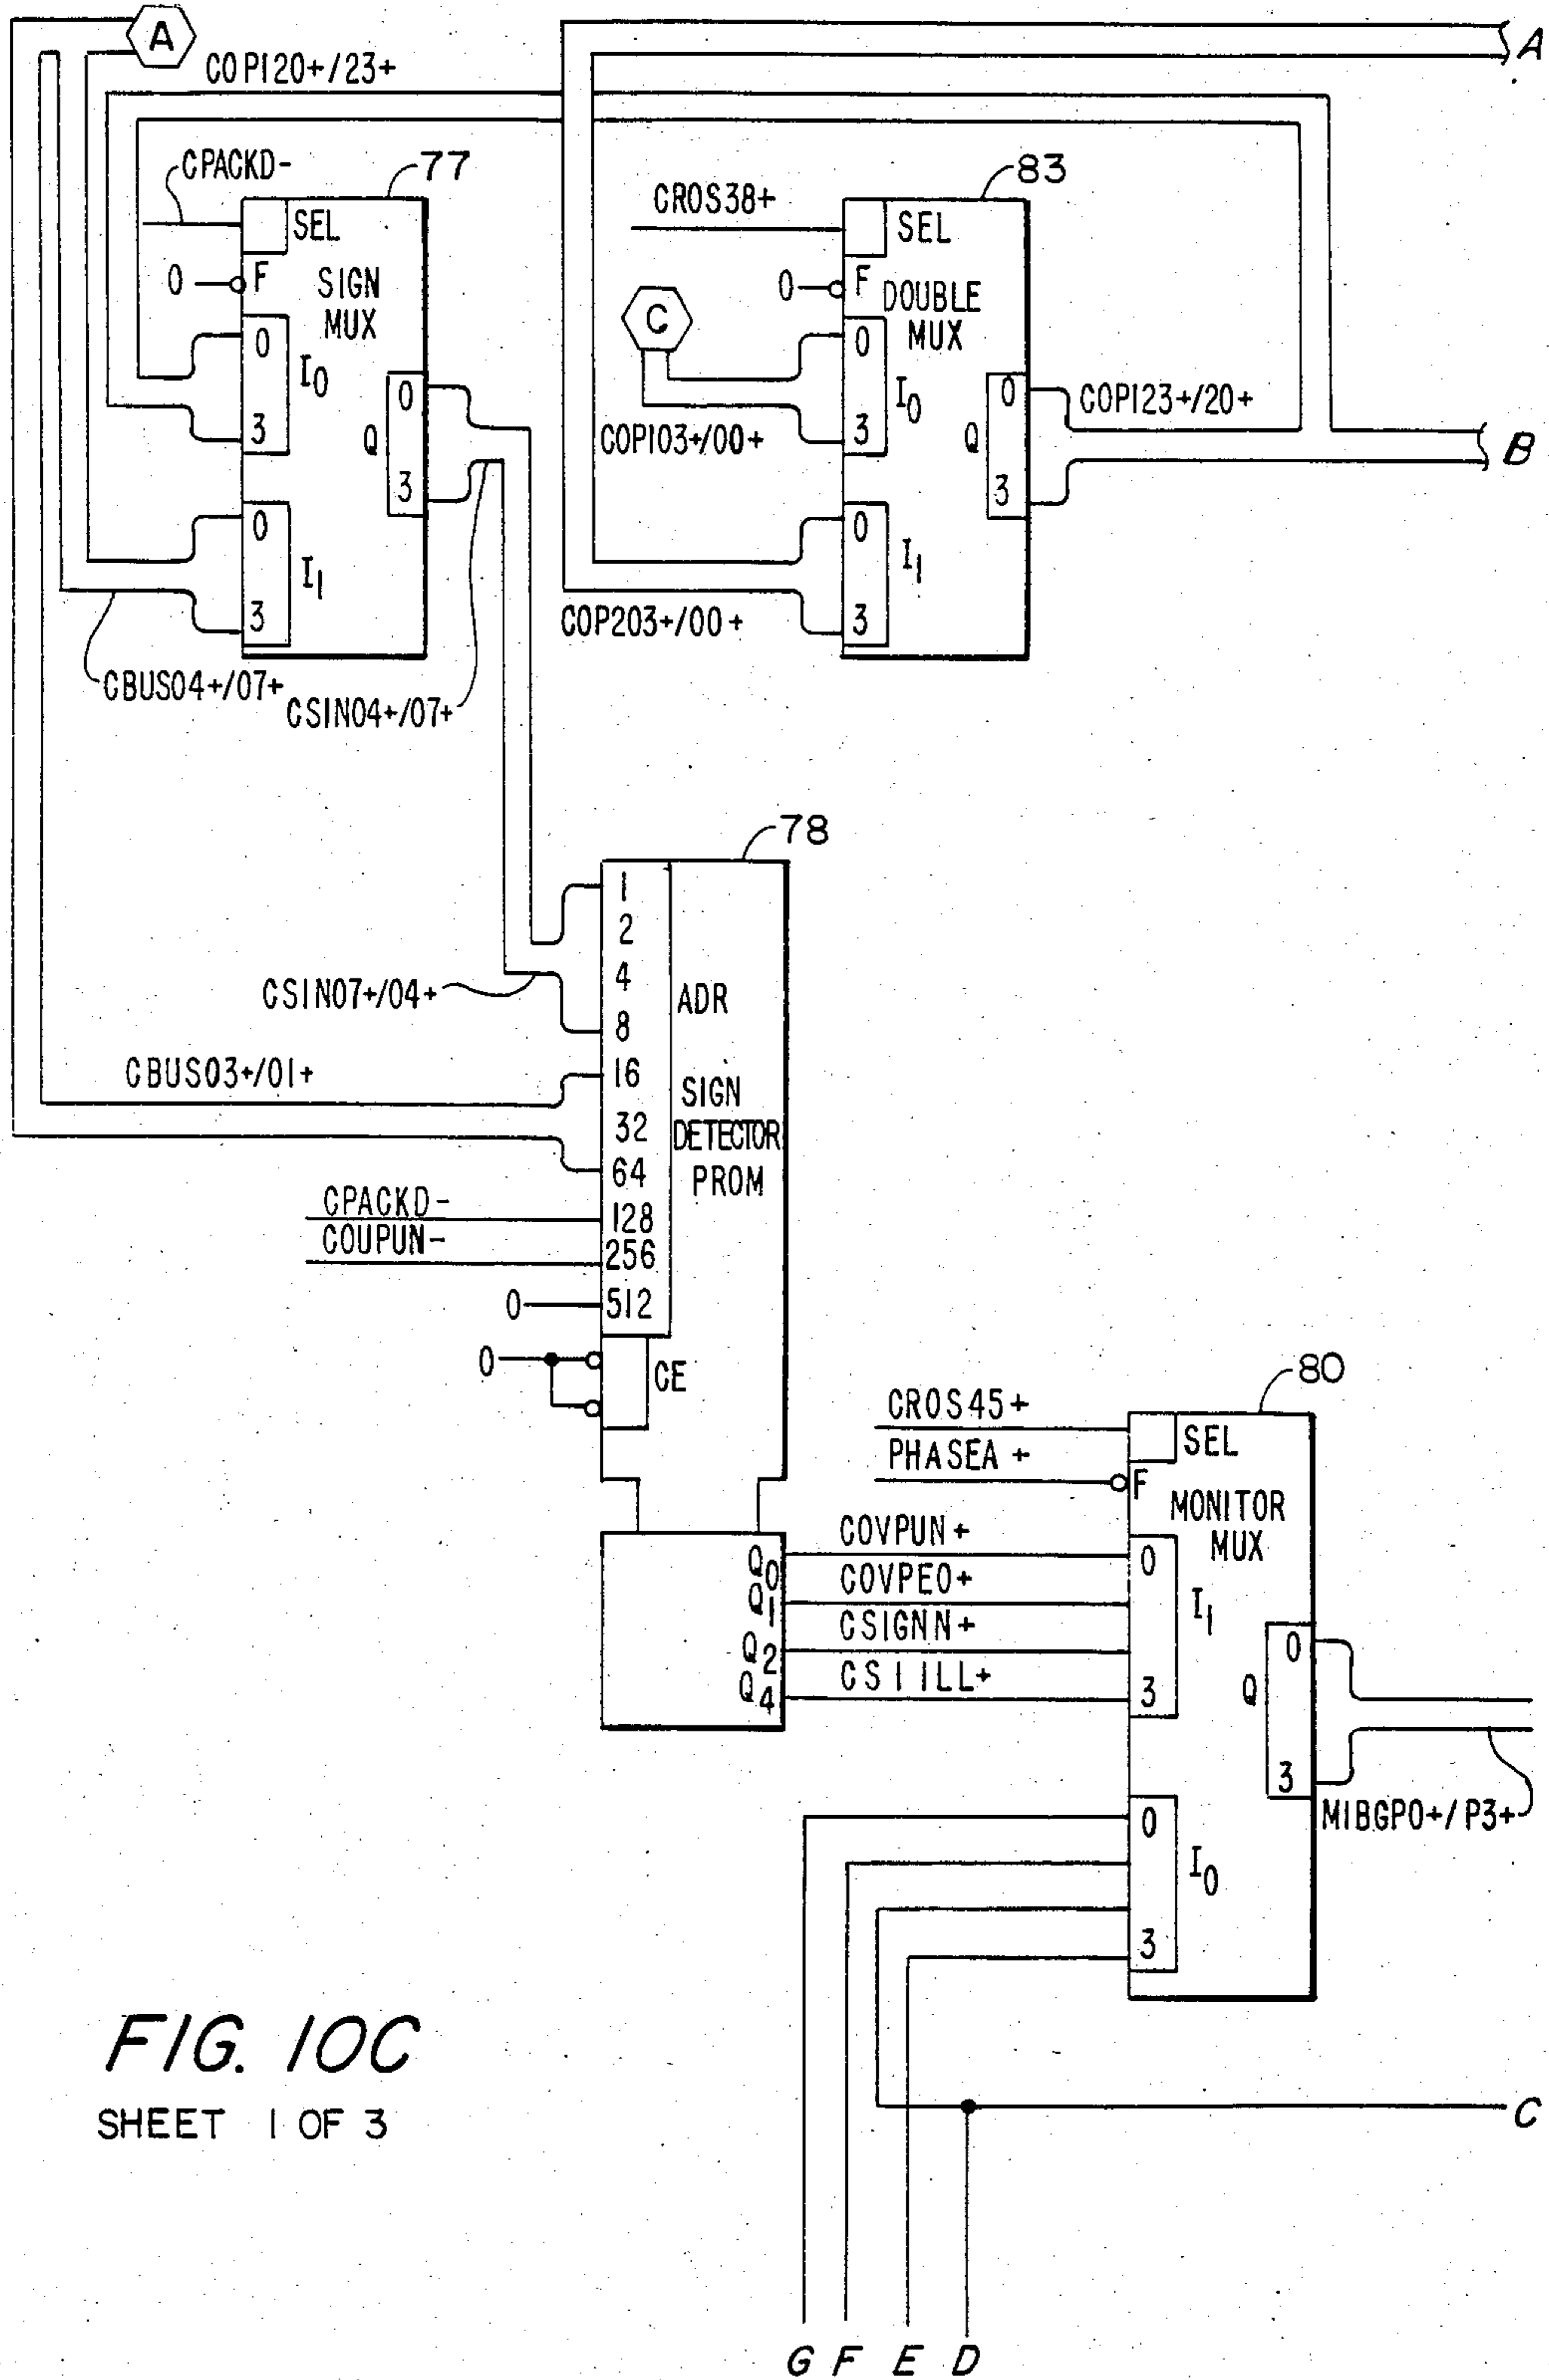 A
A
COP120+/23+
CPACKD-
77
SEL
0
F
SIGN
MUX
0
I0
3
Q
0
3
0
I1
3
CBUS04+/07+
CSIN04+/07+
CROS38+
83
SEL
0
F
DOUBLE
MUX
C
0
I0
3
COP103+/00+
Q
0
3
COP123+/20+
B
0
I1
3
COP203+/00+
78
1
2
4
8
16
32
64
128
256
512
ADR
SIGN
DETECTOR
PROM
CSIN07+/04+
CBUS03+/01+
CPACKD-
COUPUN-
0
0
CE
Q0
Q1
Q2
Q4
COVPUN+
COVPEO+
CSIGNN+
CSIILL+
80
CROS45+
SEL
PHASEA+
F
MONITOR
MUX
0
I1
3
Q
0
3
MIBGP0+/P3+
0
I0
3
C
G F E D
FIG. 10C
SHEET 1 OF 3